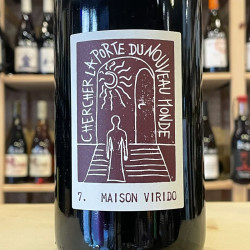 CHERCHER LA PORTE DU NOUVEAU MONDE
7. MAISON VIRIDO